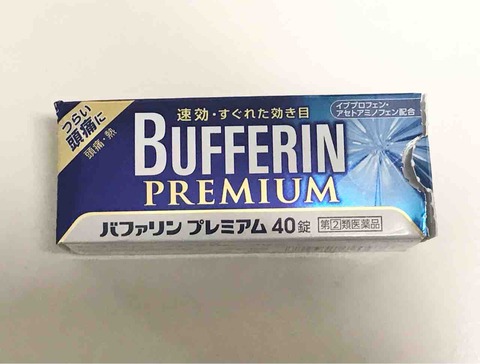 つらい
頭痛に
頭痛・熱
速効・すぐれた効き目
イブプロフェン・
アセトアミノフェン配合
BUFFERIN
PREMIUM
バファリン プレミアム 40錠
指定②類医薬品